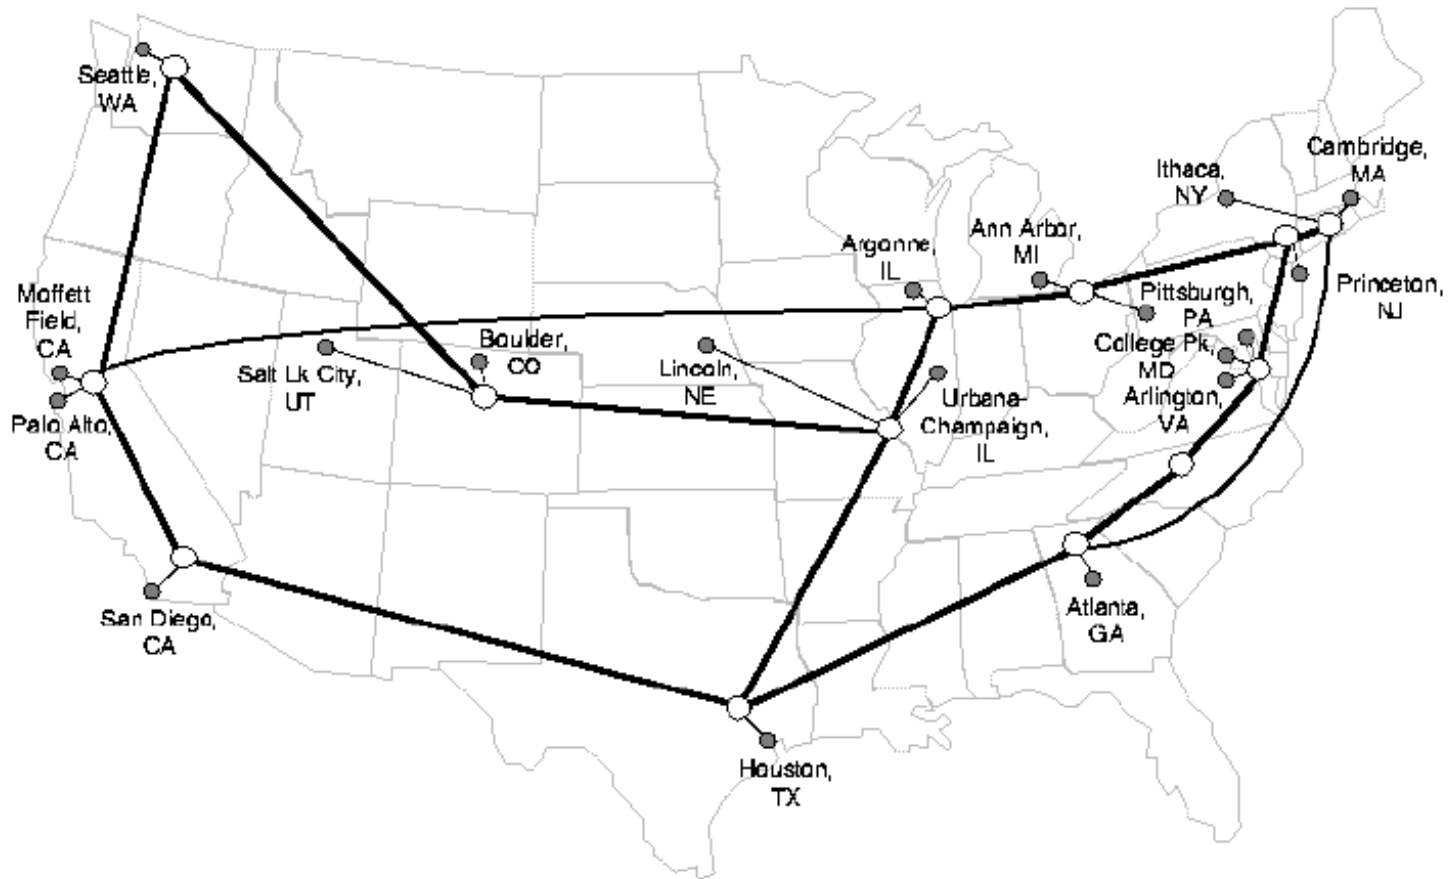 Seattle,
WA
Cambridge,
MA
Ithaca,
NY
Ann Arbor,
MI
Argonne,
IL
Moffett
Field,
CA
Pittsburgh,
PA
Princeton,
NJ
College Pk,
MD
Boulder,
CO
Salt Lk City,
UT
Lincoln,
NE
Arlington,
VA
Urbana-
Champaign,
IL
Palo Alto,
CA
San Diego,
CA
Atlanta,
GA
Houston,
TX